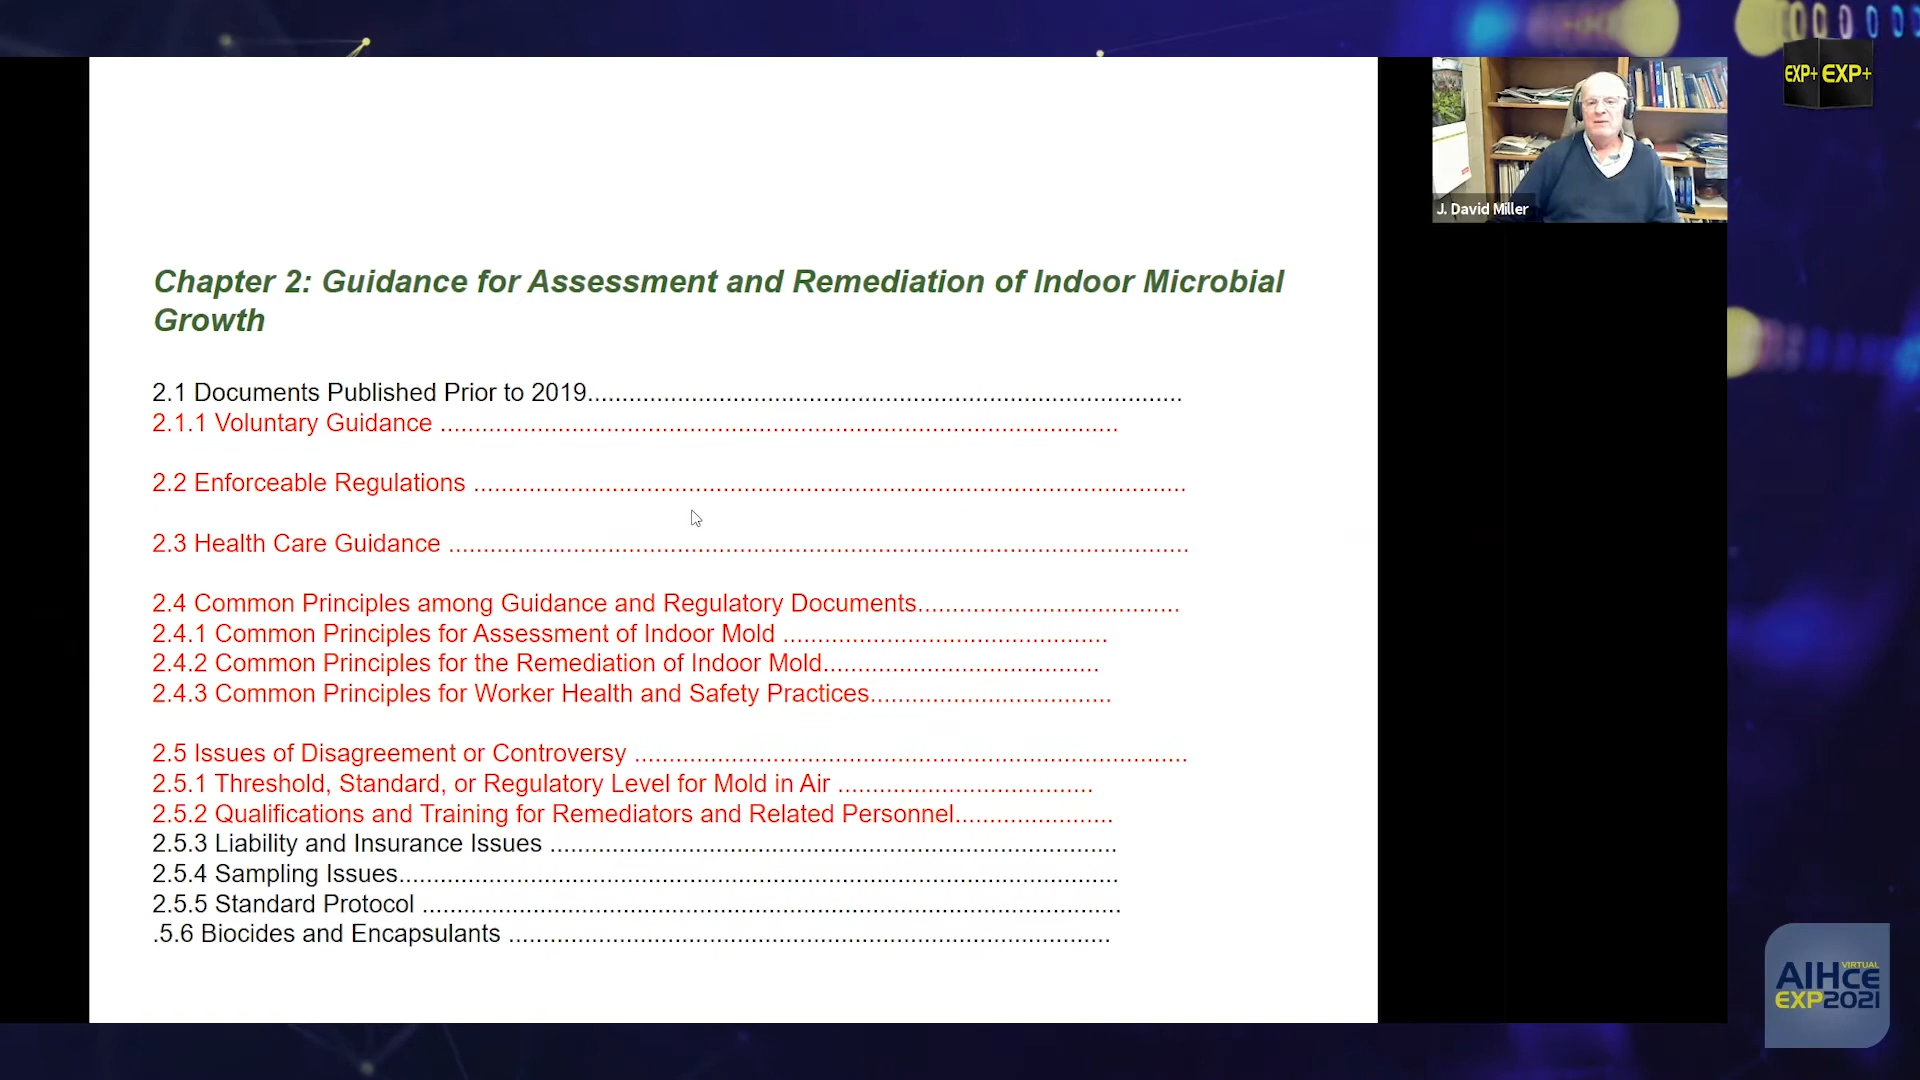 EXP+ EXP+
J. David Miller
Chapter 2: Guidance for Assessment and Remediation of Indoor Microbial
Growth
2.1 Documents Published Prior to 2019......................................................................................
2.1.1 Voluntary Guidance ..................................................................................................
2.2 Enforceable Regulations .......................................................................................................
2.3 Health Care Guidance ...........................................................................................................
2.4 Common Principles among Guidance and Regulatory Documents......................................
2.4.1 Common Principles for Assessment of Indoor Mold ...............................................
2.4.2 Common Principles for the Remediation of Indoor Mold........................................
2.4.3 Common Principles for Worker Health and Safety Practices...................................
2.5 Issues of Disagreement or Controversy ................................................................................
2.5.1 Threshold, Standard, or Regulatory Level for Mold in Air .....................................
2.5.2 Qualifications and Training for Remediators and Related Personnel.......................
2.5.3 Liability and Insurance Issues ..................................................................................
2.5.4 Sampling Issues........................................................................................................
2.5.5 Standard Protocol .....................................................................................................
.5.6 Biocides and Encapsulants .......................................................................................
VIRTUAL
AIHce
EXP2021